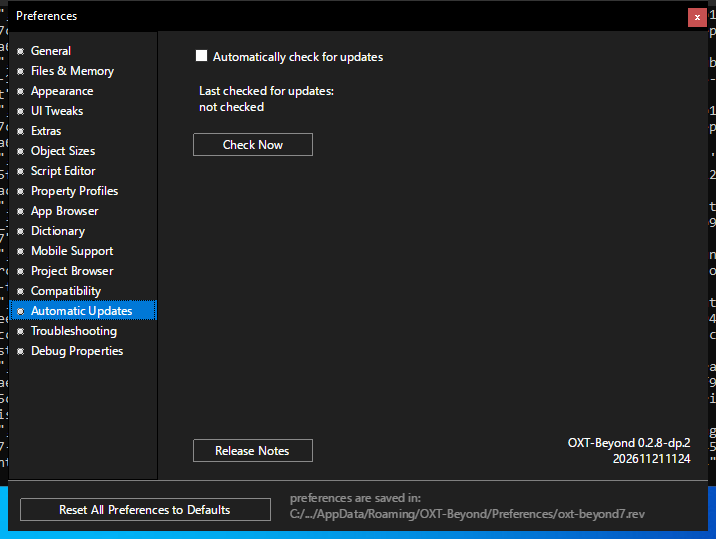 Preferences
x
General
Files & Memory
Appearance
UI Tweaks
Extras
Object Sizes
Script Editor
Property Profiles
App Browser
Dictionary
Mobile Support
Project Browser
Compatibility
Automatic Updates
Troubleshooting
Debug Properties
Automatically check for updates
Last checked for updates:
not checked
Check Now
Release Notes
OXT-Beyond 0.2.8-dp.2
202611211124
Reset All Preferences to Defaults
preferences are saved in:
C:/.../AppData/Roaming/OXT-Beyond/Preferences/oxt-beyond7.rev